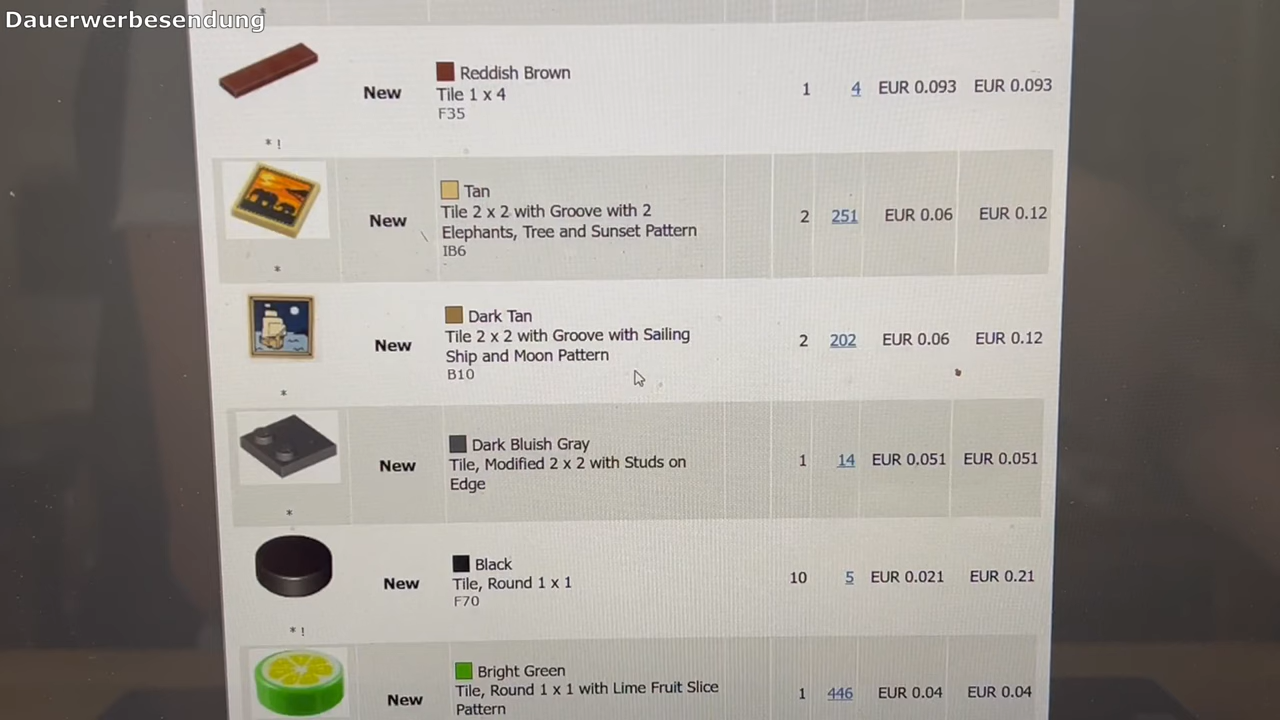 Dauerwerbesendung
*
New
Reddish Brown
Tile 1 x 4
F35
1
4
EUR 0.093
EUR 0.093
* !
New
Tan
Tile 2 x 2 with Groove with 2
Elephants, Tree and Sunset Pattern
IB6
2
251
EUR 0.06
EUR 0.12
*
New
Dark Tan
Tile 2 x 2 with Groove with Sailing
Ship and Moon Pattern
B10
2
202
EUR 0.06
EUR 0.12
*
New
Dark Bluish Gray
Tile, Modified 2 x 2 with Studs on
Edge
1
14
EUR 0.051
EUR 0.051
*
New
Black
Tile, Round 1 x 1
F70
10
5
EUR 0.021
EUR 0.21
* !
New
Bright Green
Tile, Round 1 x 1 with Lime Fruit Slice
Pattern
1
446
EUR 0.04
EUR 0.04